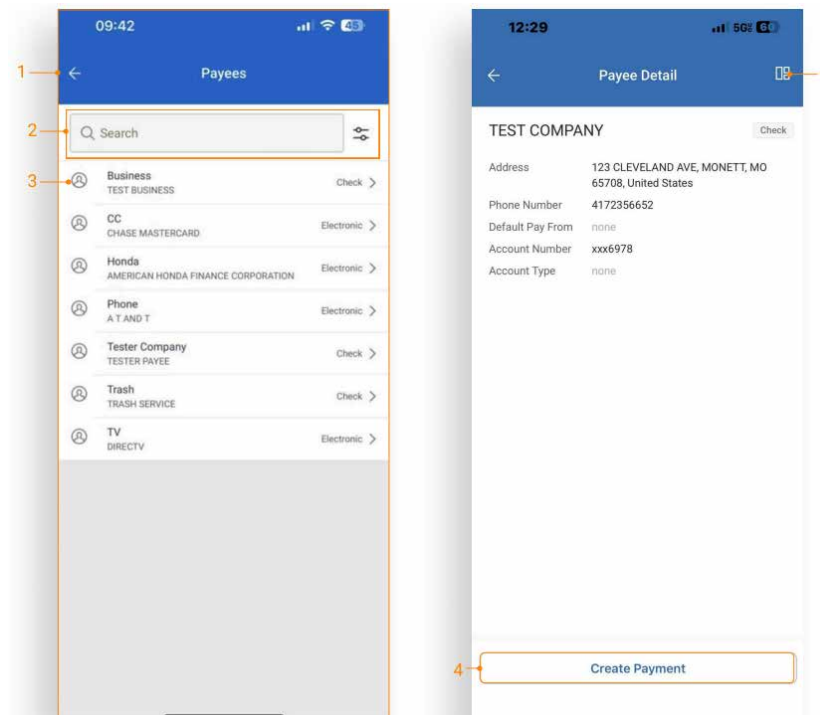 09:42
45
1
Payees
2
Search
3
Business
TEST BUSINESS
Check
CC
CHASE MASTERCARD
Electronic
Honda
AMERICAN HONDA FINANCE CORPORATION
Electronic
Phone
A T AND T
Electronic
Tester Company
TESTER PAYEE
Check
Trash
TRASH SERVICE
Check
TV
DIRECTV
Electronic
12:29
Payee Detail
TEST COMPANY
Check
Address
123 CLEVELAND AVE, MONETT, MO
65708, United States
Phone Number
4172356652
Default Pay From
none
Account Number
xxx6978
Account Type
none
4
Create Payment